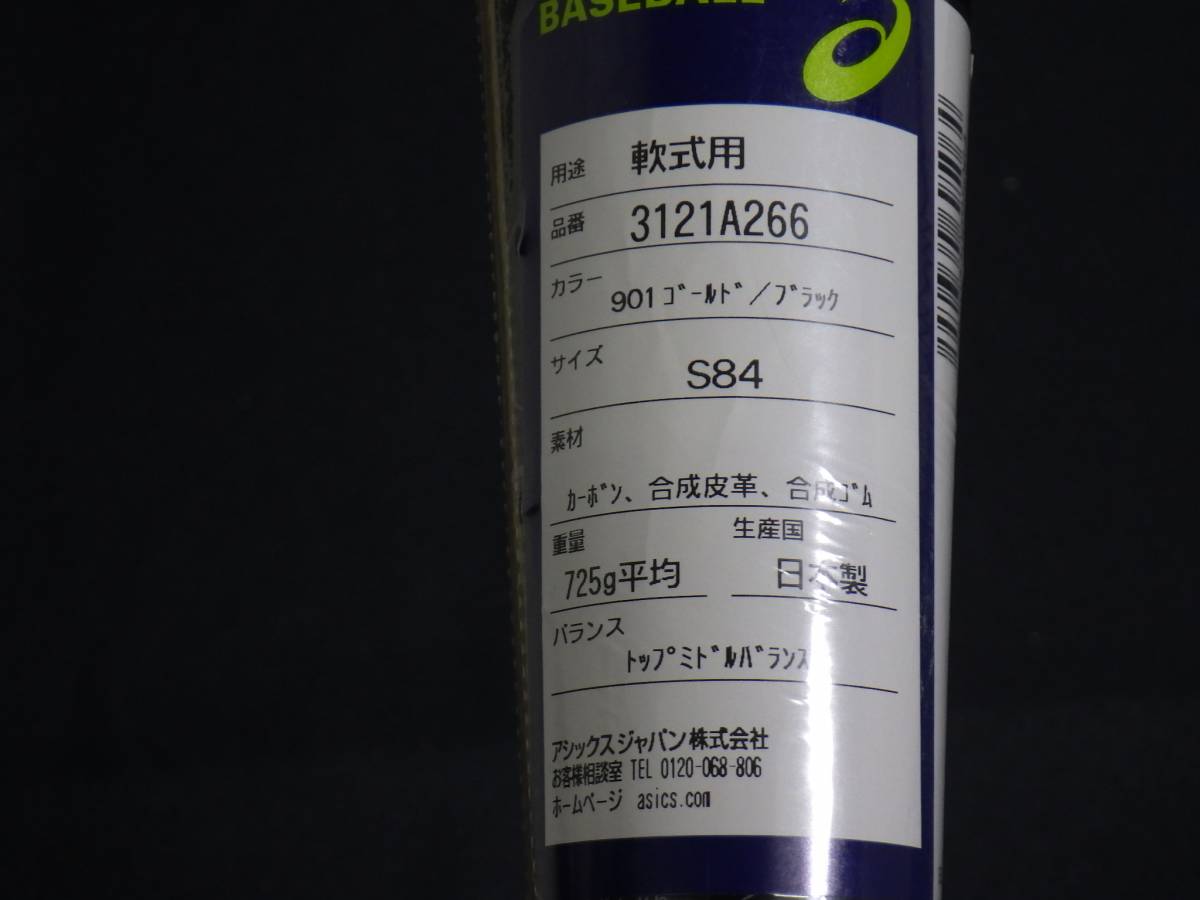 BASEBALL
用途 軟式用
品番 3121A266
カラー 901 ｺﾞｰﾙﾄﾞ／ﾌﾞﾗｯｸ
サイズ S84
素材
ｶｰﾎﾞﾝ、合成皮革、合成ｺﾞﾑ
重量 生産国
725g平均 日本製
バランス
ﾄｯﾌﾟﾐﾄﾞﾙﾊﾞﾗﾝｽ
アシックスジャパン株式会社
お客様相談室 TEL 0120-068-806
ホームページ asics.com